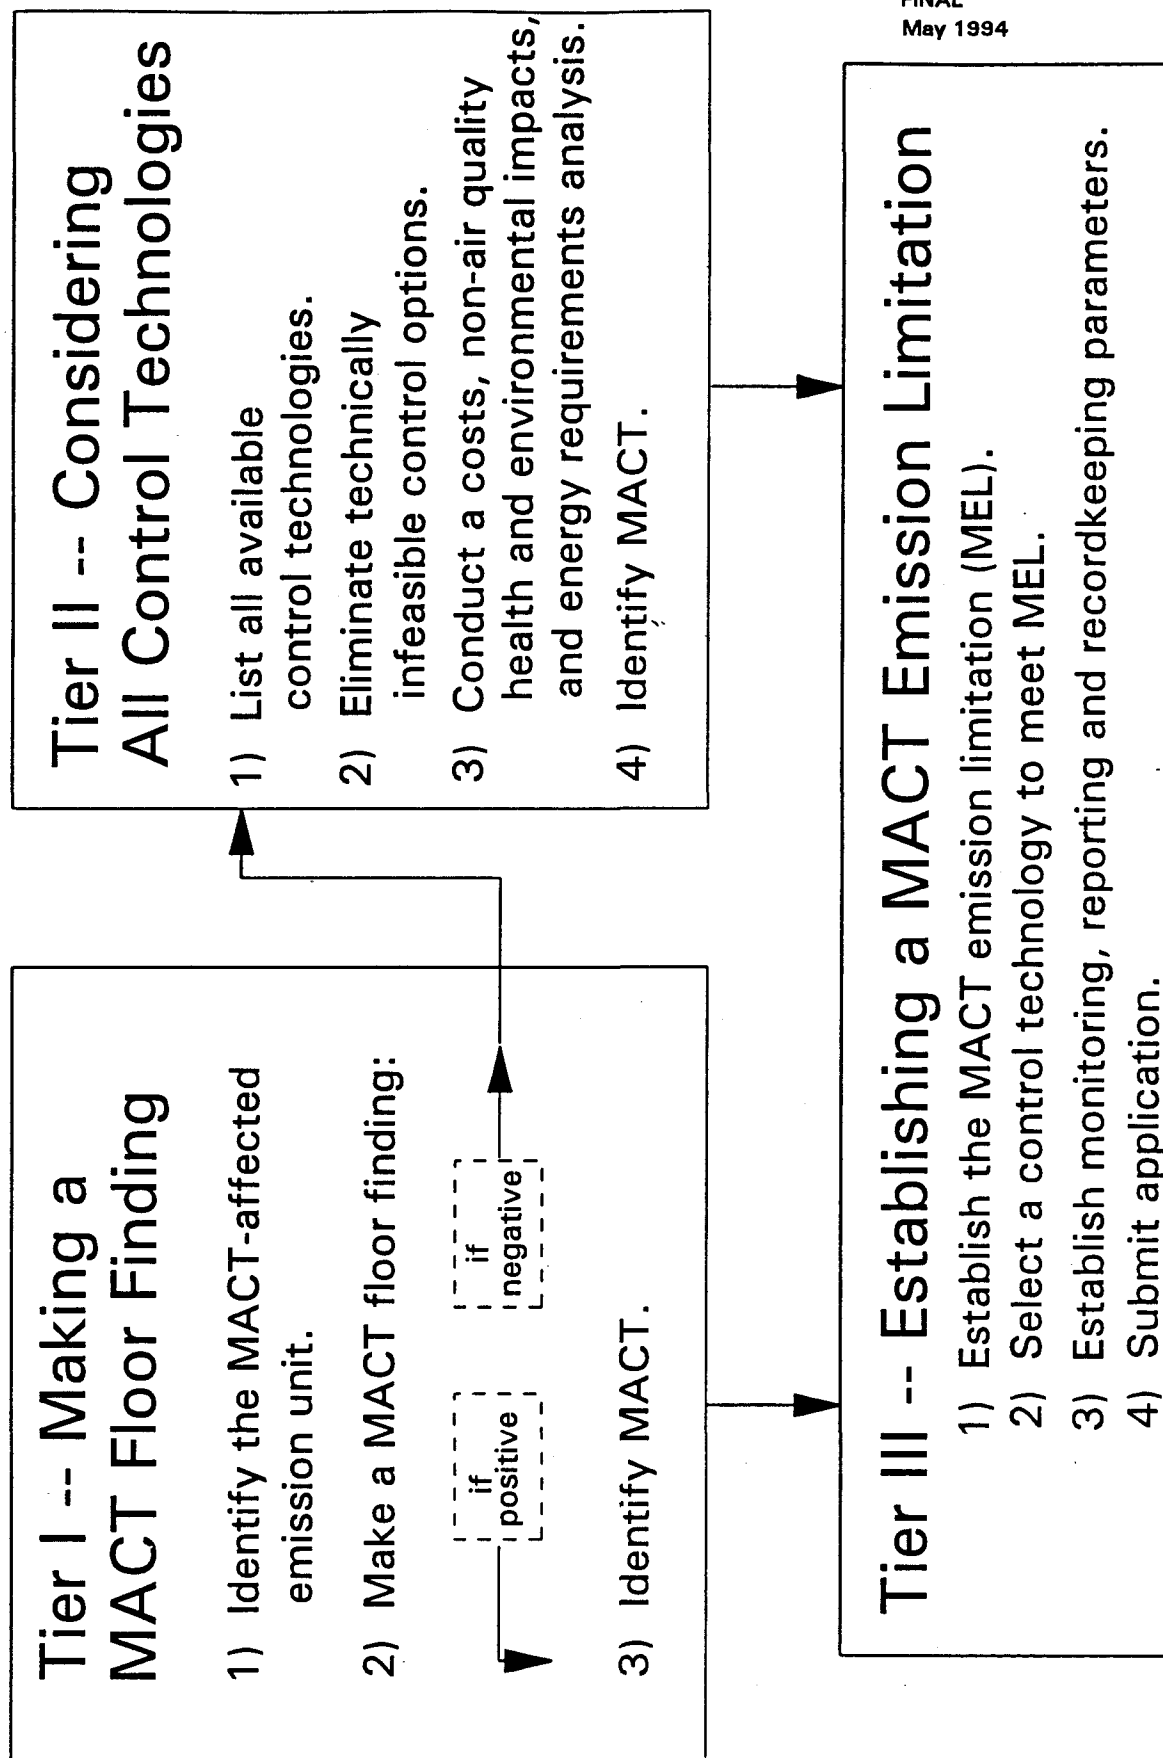 FINAL
May 1994
Tier I -- Making a
MACT Floor Finding
1) Identify the MACT-affected
emission unit.
2) Make a MACT floor finding:
if
positive
if
negative
3) Identify MACT.
Tier II -- Considering
All Control Technologies
1) List all available
control technologies.
2) Eliminate technically
infeasible control options.
3) Conduct a costs, non-air quality
health and environmental impacts,
and energy requirements analysis.
4) Identify MACT.
Tier III -- Establishing a MACT Emission Limitation
1) Establish the MACT emission limitation (MEL).
2) Select a control technology to meet MEL.
3) Establish monitoring, reporting and recordkeeping parameters.
4) Submit application.